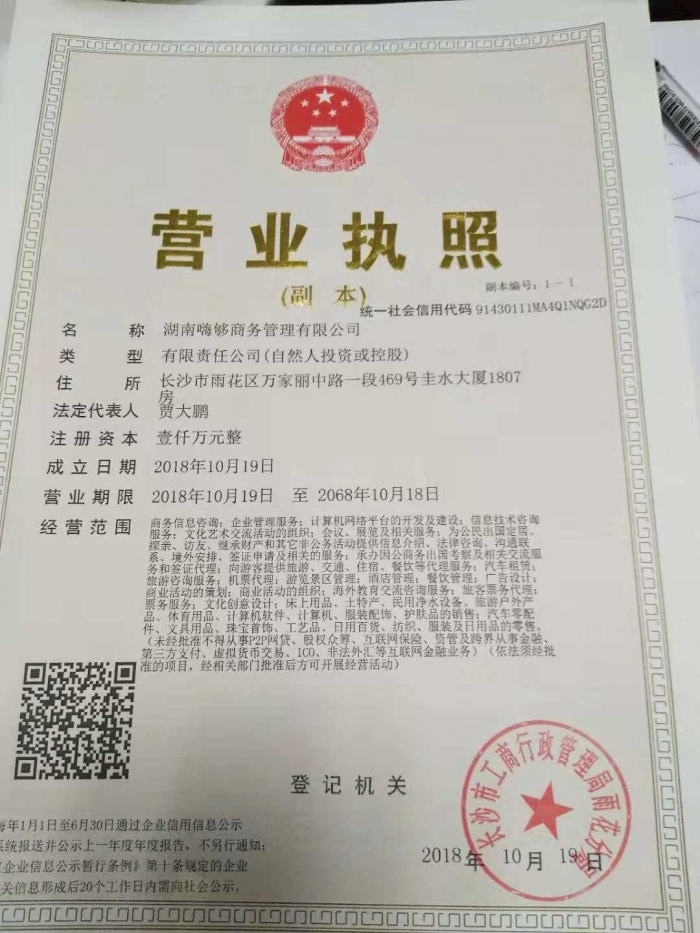 营业执照
(副 本)
副本编号：1－1
统一社会信用代码 91430111MA4Q1NQG2D
名 称 湖南嗨够商务管理有限公司
类 型 有限责任公司(自然人投资或控股)
住 所 长沙市雨花区万家丽中路一段469号圭水大厦1807
房
法定代表人 贾大鹏
注册资本 壹仟万元整
成立日期 2018年10月19日
营业期限 2018年10月19日 至 2068年10月18日
经营范围 商务信息咨询；企业管理服务；计算机网络平台的开发及建设；信息技术咨询
服务；文化艺术交流活动的组织；会议、展览及相关服务；为公民出国定居、
探亲、访友、继承财产和其它非公务活动提供信息介绍、法律咨询、沟通联
系、境外安排、签证申请及相关的服务；承办因公商务出国考察及相关交流服
务和签证代理；向游客提供旅游、交通、住宿、餐饮等代理服务；汽车租赁；
旅游咨询服务；机票代理；游览景区管理；酒店管理；餐饮管理；广告设计；
商业活动的策划；商业活动的组织；海外教育交流咨询服务；旅客票务代理；
票务服务；文化创意设计；床上用品、土特产、民用净水设备、旅游户外产
品、体育用品、计算机软件、计算机、服装配饰、护肤品的销售；汽车零配
件、文具用品、珠宝首饰、工艺品、日用百货、纺织、服装及日用品的零售。
（未经批准不得从事P2P网贷、股权众筹、互联网保险、资管及跨界从事金融、
第三方支付、虚拟货币交易、ICO、非法外汇等互联网金融业务）（依法须经批
准的项目，经相关部门批准后方可开展经营活动）
登记机关
长沙市工商行政管理局雨花分局
2018年 10月 19日
每年1月1日至6月30日通过企业信用信息公示
系统报送并公示上一年度年度报告，不另行通知；
《企业信息公示暂行条例》第十条规定的企业
关信息形成后20个工作日内需向社会公示。